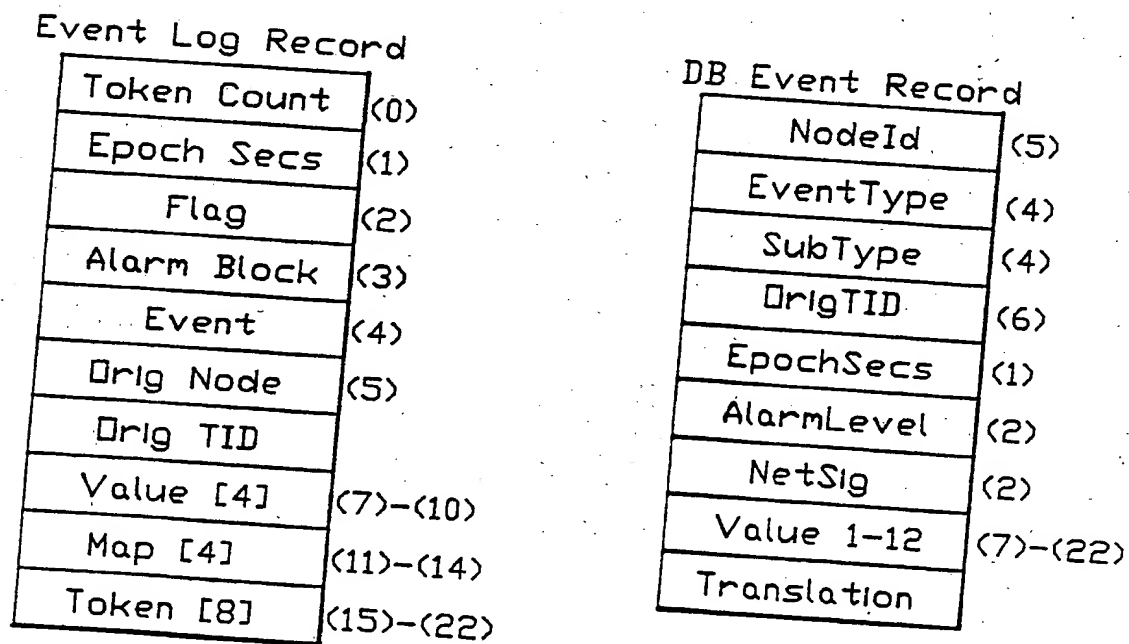 Event Log Record
Token Count (0)
Epoch Secs (1)
Flag (2)
Alarm Block (3)
Event (4)
Orig Node (5)
Orig TID
Value [4] (7)-(10)
Map [4] (11)-(14)
Token [8] (15)-(22)
DB Event Record
NodeId (5)
EventType (4)
SubType (4)
OrigTID (6)
EpochSecs (1)
AlarmLevel (2)
NetSig (2)
Value 1-12 (7)-(22)
Translation